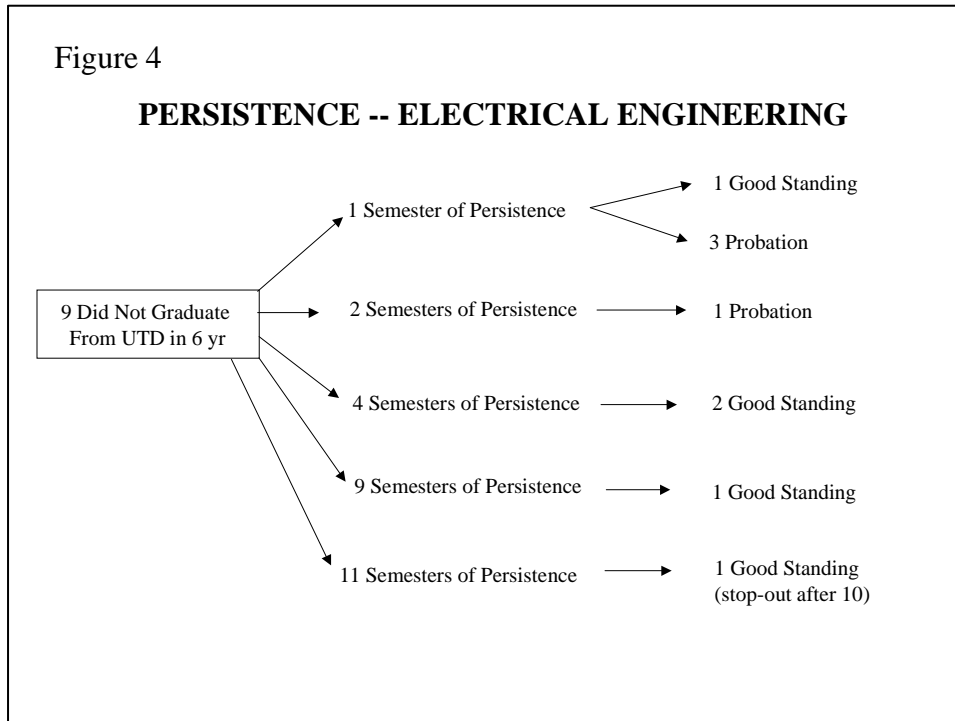 Figure 4
PERSISTENCE -- ELECTRICAL ENGINEERING
9 Did Not Graduate
From UTD in 6 yr
1 Semester of Persistence
1 Good Standing
3 Probation
2 Semesters of Persistence
1 Probation
4 Semesters of Persistence
2 Good Standing
9 Semesters of Persistence
1 Good Standing
11 Semesters of Persistence
1 Good Standing
(stop-out after 10)